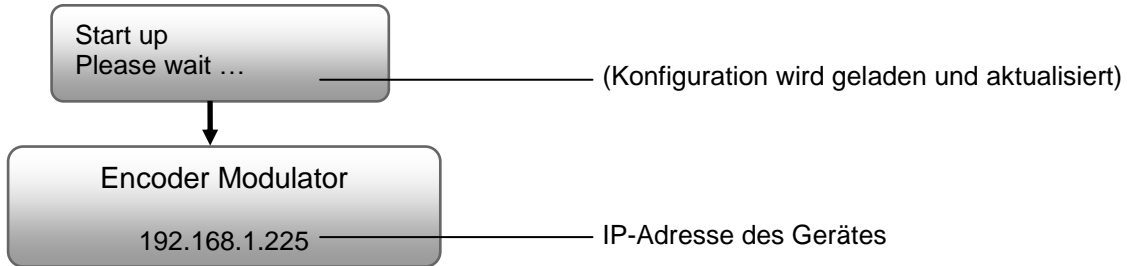 Start up
Please wait …
(Konfiguration wird geladen und aktualisiert)
Encoder Modulator
192.168.1.225
IP-Adresse des Gerätes